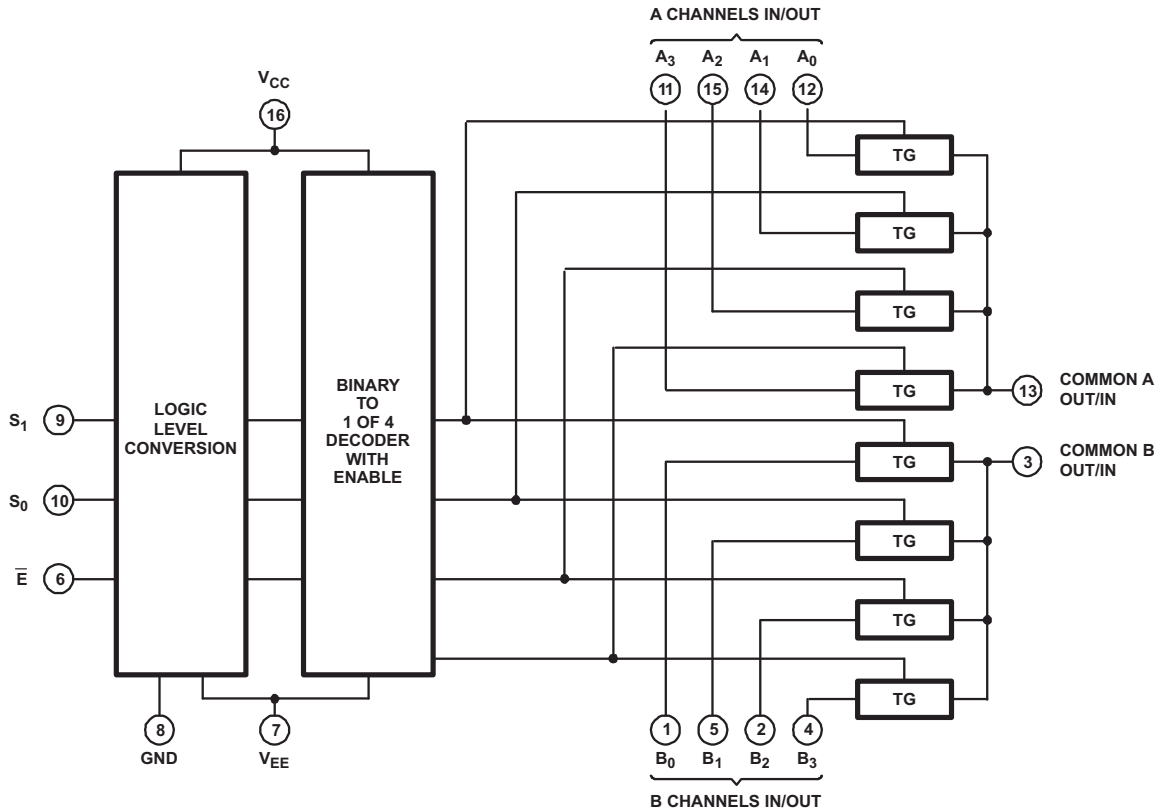 A CHANNELS IN/OUT
A3 A2 A1 A0
11 15 14 12
VCC
16
TG
TG
TG
TG
13 COMMON A
OUT/IN
S1 9
LOGIC
LEVEL
CONVERSION
BINARY
TO
1 OF 4
DECODER
WITH
ENABLE
TG
3 COMMON B
OUT/IN
S0 10
TG
E̅ 6
TG
TG
8
GND
7
VEE
1 5 2 4
B0 B1 B2 B3
B CHANNELS IN/OUT